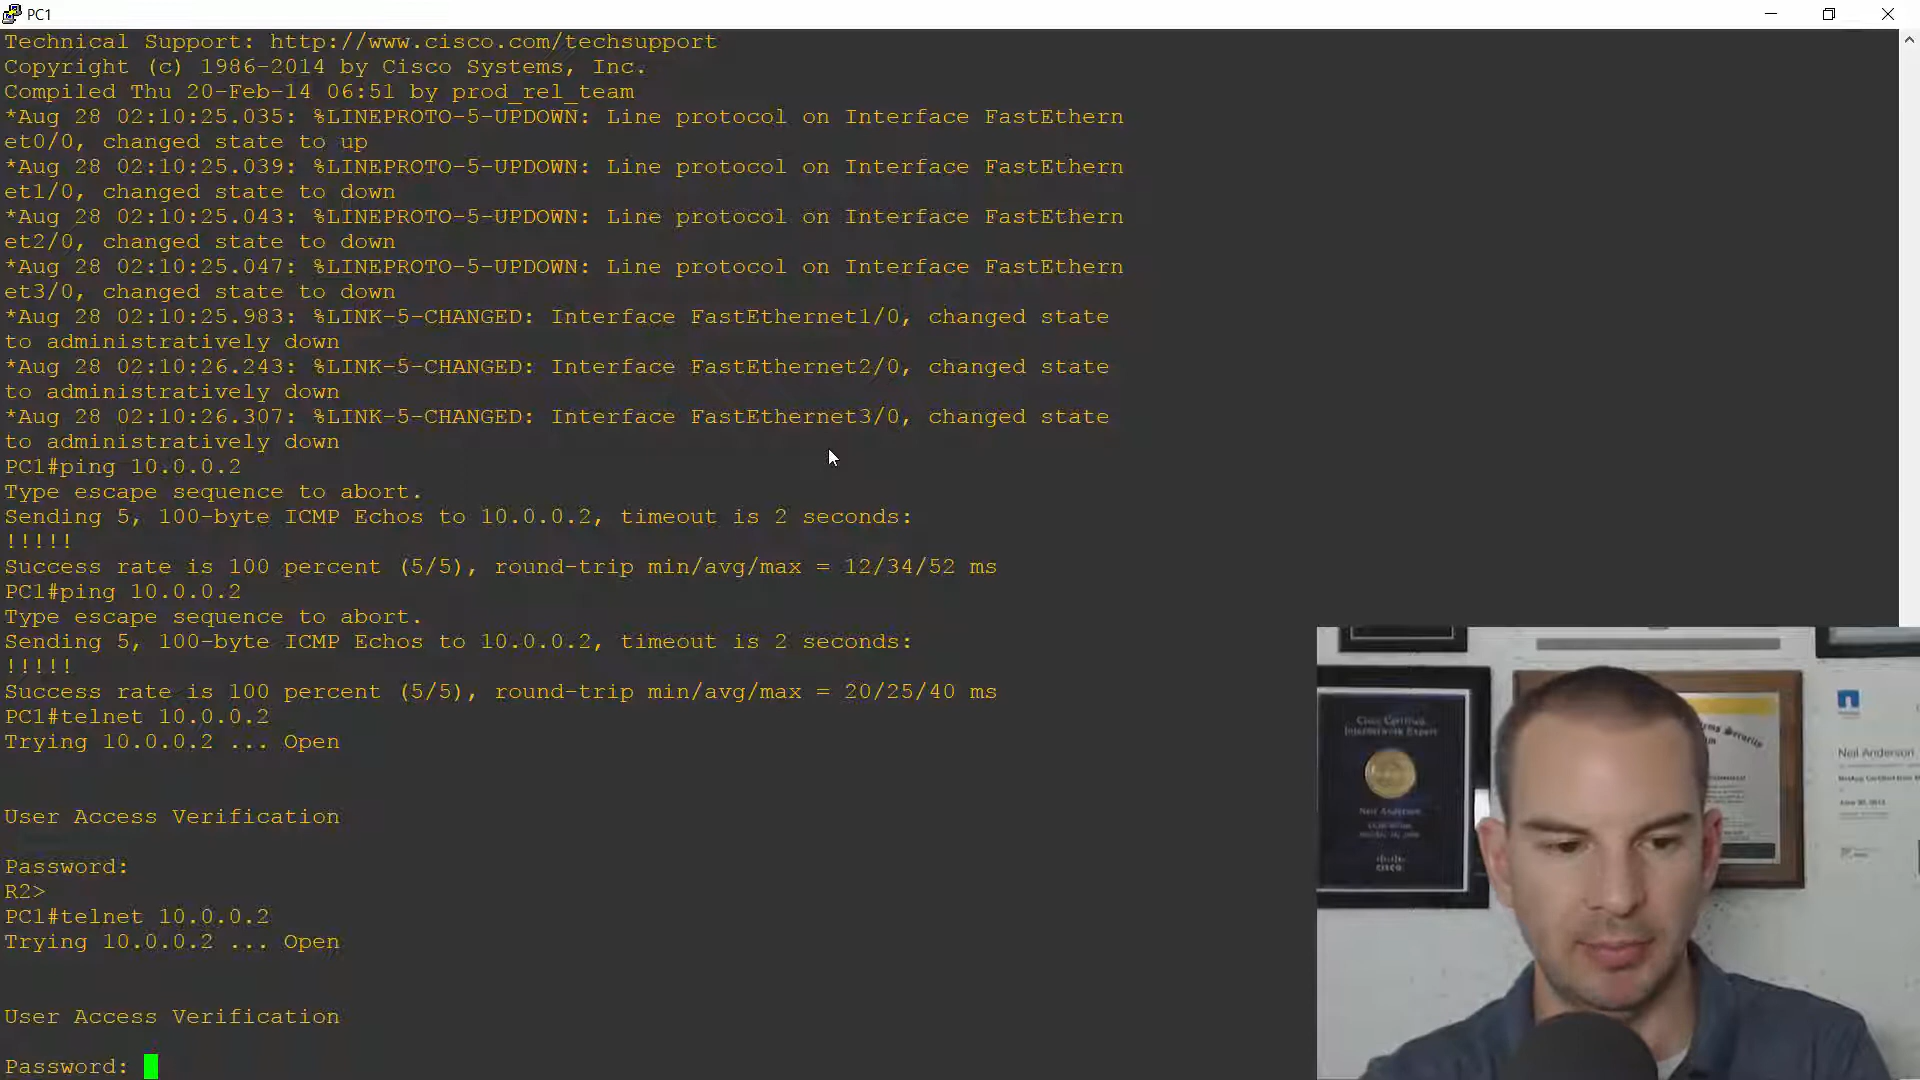 PC1
Technical Support: http://www.cisco.com/techsupport
Copyright (c) 1986-2014 by Cisco Systems, Inc.
Compiled Thu 20-Feb-14 06:51 by prod_rel_team
*Aug 28 02:10:25.035: %LINEPROTO-5-UPDOWN: Line protocol on Interface FastEthern
et0/0, changed state to up
*Aug 28 02:10:25.039: %LINEPROTO-5-UPDOWN: Line protocol on Interface FastEthern
et1/0, changed state to down
*Aug 28 02:10:25.043: %LINEPROTO-5-UPDOWN: Line protocol on Interface FastEthern
et2/0, changed state to down
*Aug 28 02:10:25.047: %LINEPROTO-5-UPDOWN: Line protocol on Interface FastEthern
et3/0, changed state to down
*Aug 28 02:10:25.983: %LINK-5-CHANGED: Interface FastEthernet1/0, changed state
to administratively down
*Aug 28 02:10:26.243: %LINK-5-CHANGED: Interface FastEthernet2/0, changed state
to administratively down
*Aug 28 02:10:26.307: %LINK-5-CHANGED: Interface FastEthernet3/0, changed state
to administratively down
PC1#ping 10.0.0.2
Type escape sequence to abort.
Sending 5, 100-byte ICMP Echos to 10.0.0.2, timeout is 2 seconds:
!!!!!
Success rate is 100 percent (5/5), round-trip min/avg/max = 12/34/52 ms
PC1#ping 10.0.0.2
Type escape sequence to abort.
Sending 5, 100-byte ICMP Echos to 10.0.0.2, timeout is 2 seconds:
!!!!!
Success rate is 100 percent (5/5), round-trip min/avg/max = 20/25/40 ms
PC1#telnet 10.0.0.2
Trying 10.0.0.2 ... Open
User Access Verification
Password:
R2>
PC1#telnet 10.0.0.2
Trying 10.0.0.2 ... Open
User Access Verification
Password:
Cisco Certified
Internetwork Expert
Neil Anderson
cisco
Neil Anderson